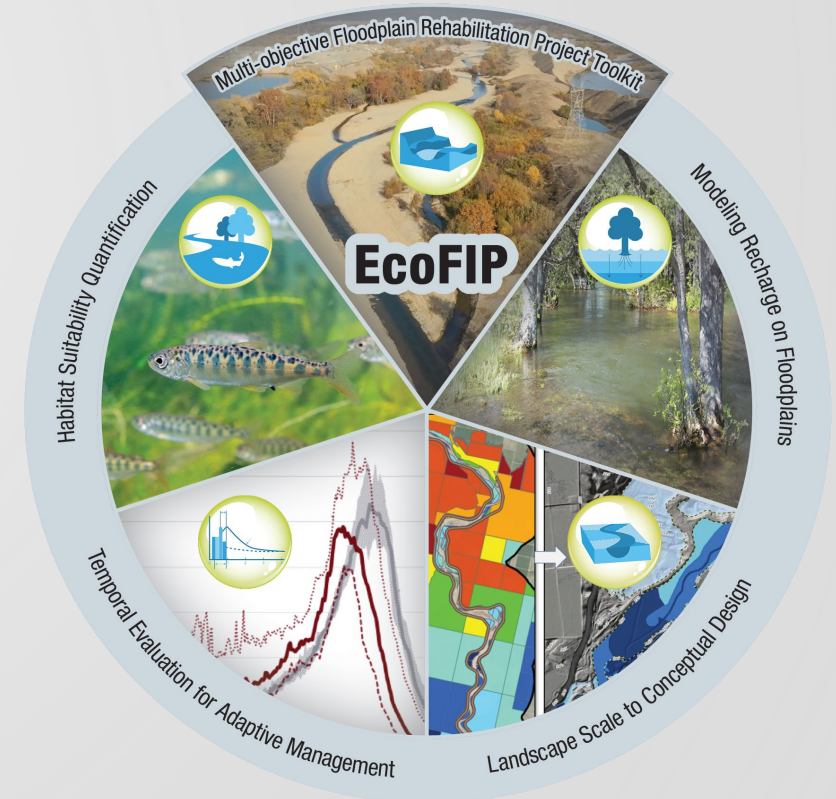 Multi-objective Floodplain Rehabilitation Project Toolkit
EcoFIP
Habitat Suitability Quantification
Modeling Recharge on Floodplains
Temporal Evaluation for Adaptive Management
Landscape Scale to Conceptual Design